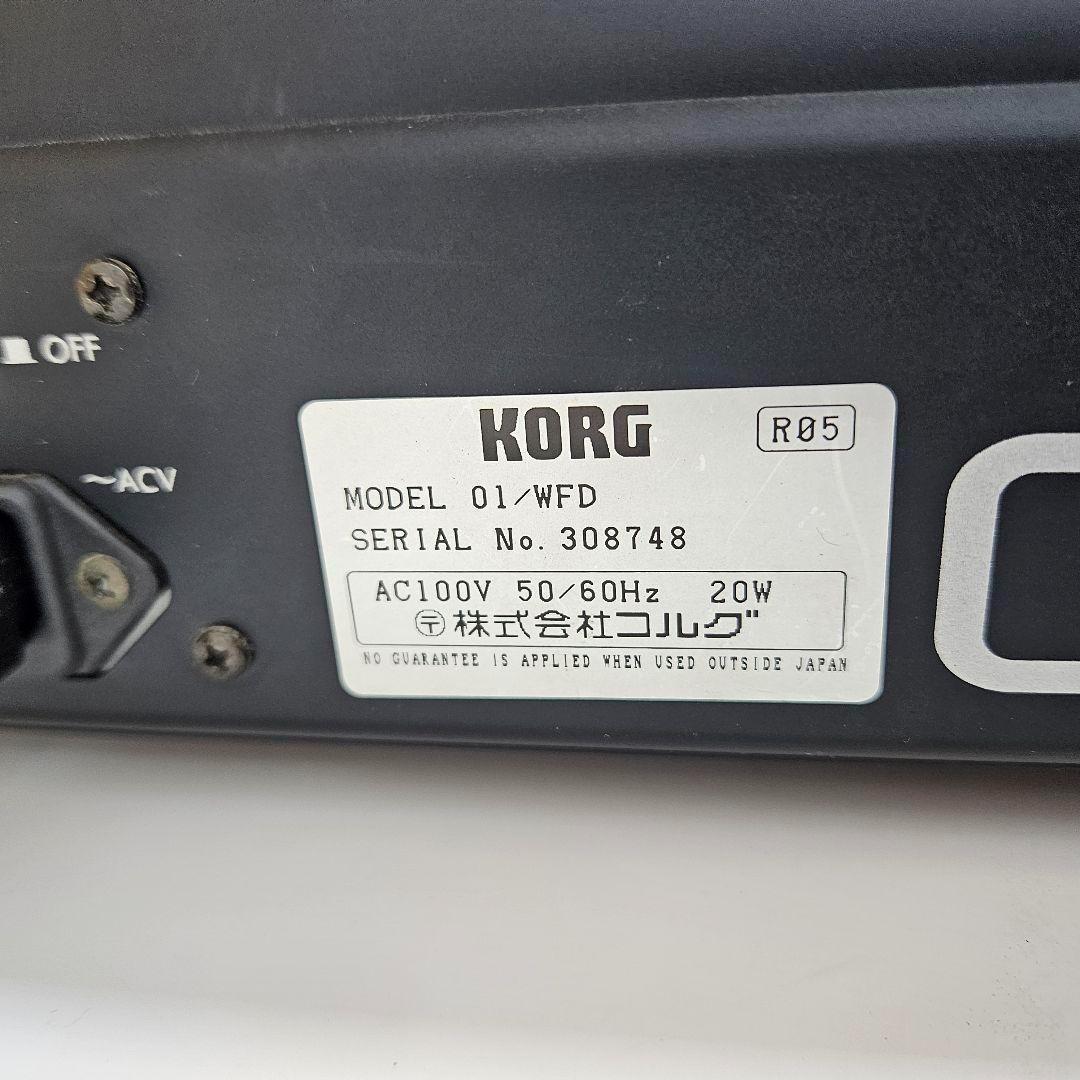 OFF
~ACV
KORG R05
MODEL 01/WFD
SERIAL No. 308748
AC100V 50/60Hz 20W
〶 株式会社コルグ
NO GUARANTEE IS APPLIED WHEN USED OUTSIDE JAPAN